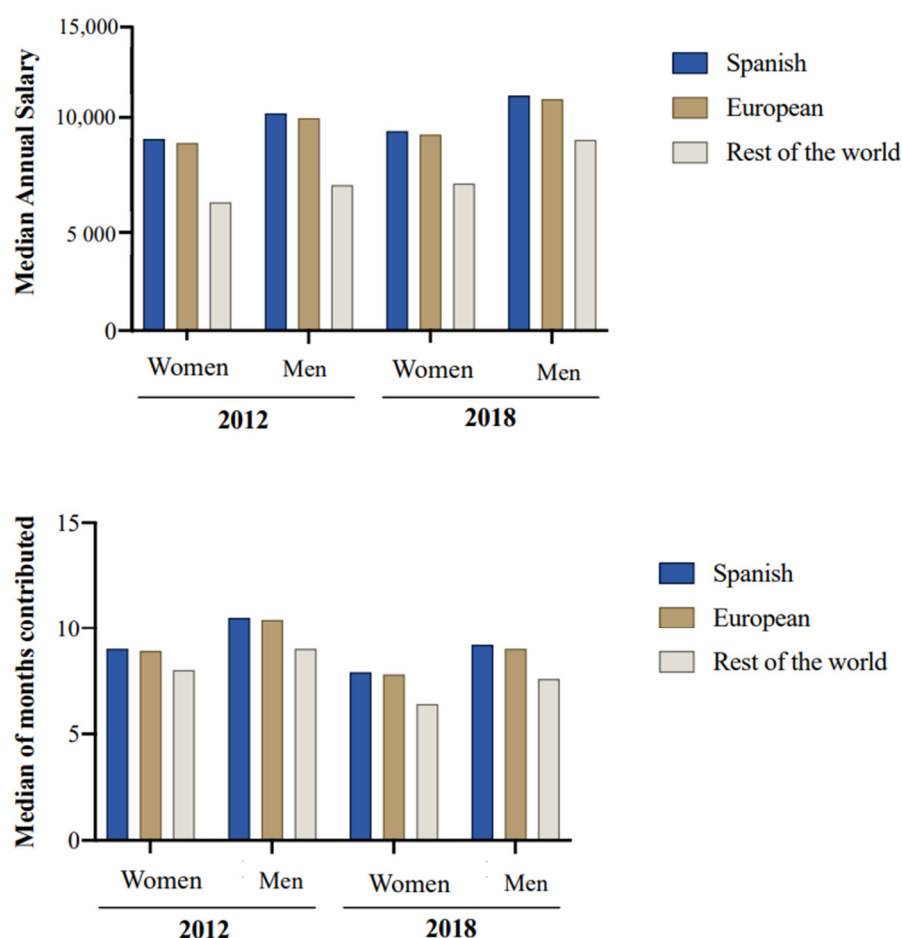 Median Annual Salary
15,000
10,000
5 000
0
Women Men Women Men
2012 2018
Spanish
European
Rest of the world
Median of months contributed
15
10
5
0
Women Men Women Men
2012 2018
Spanish
European
Rest of the world